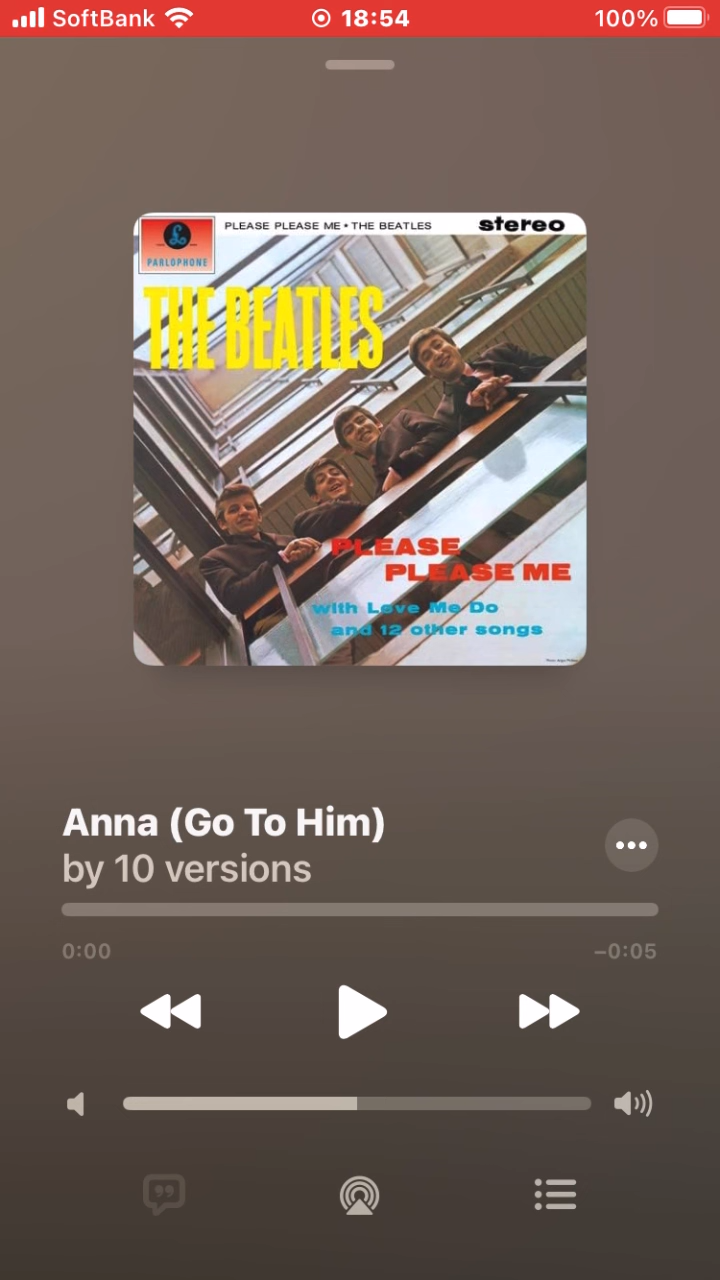 SoftBank 18:54 100%
PLEASE PLEASE ME • THE BEATLES stereo
£
PARLOPHONE
THE BEATLES
PLEASE
PLEASE ME
with Love Me Do
and 12 other songs
Anna (Go To Him)
by 10 versions
0:00 −0:05